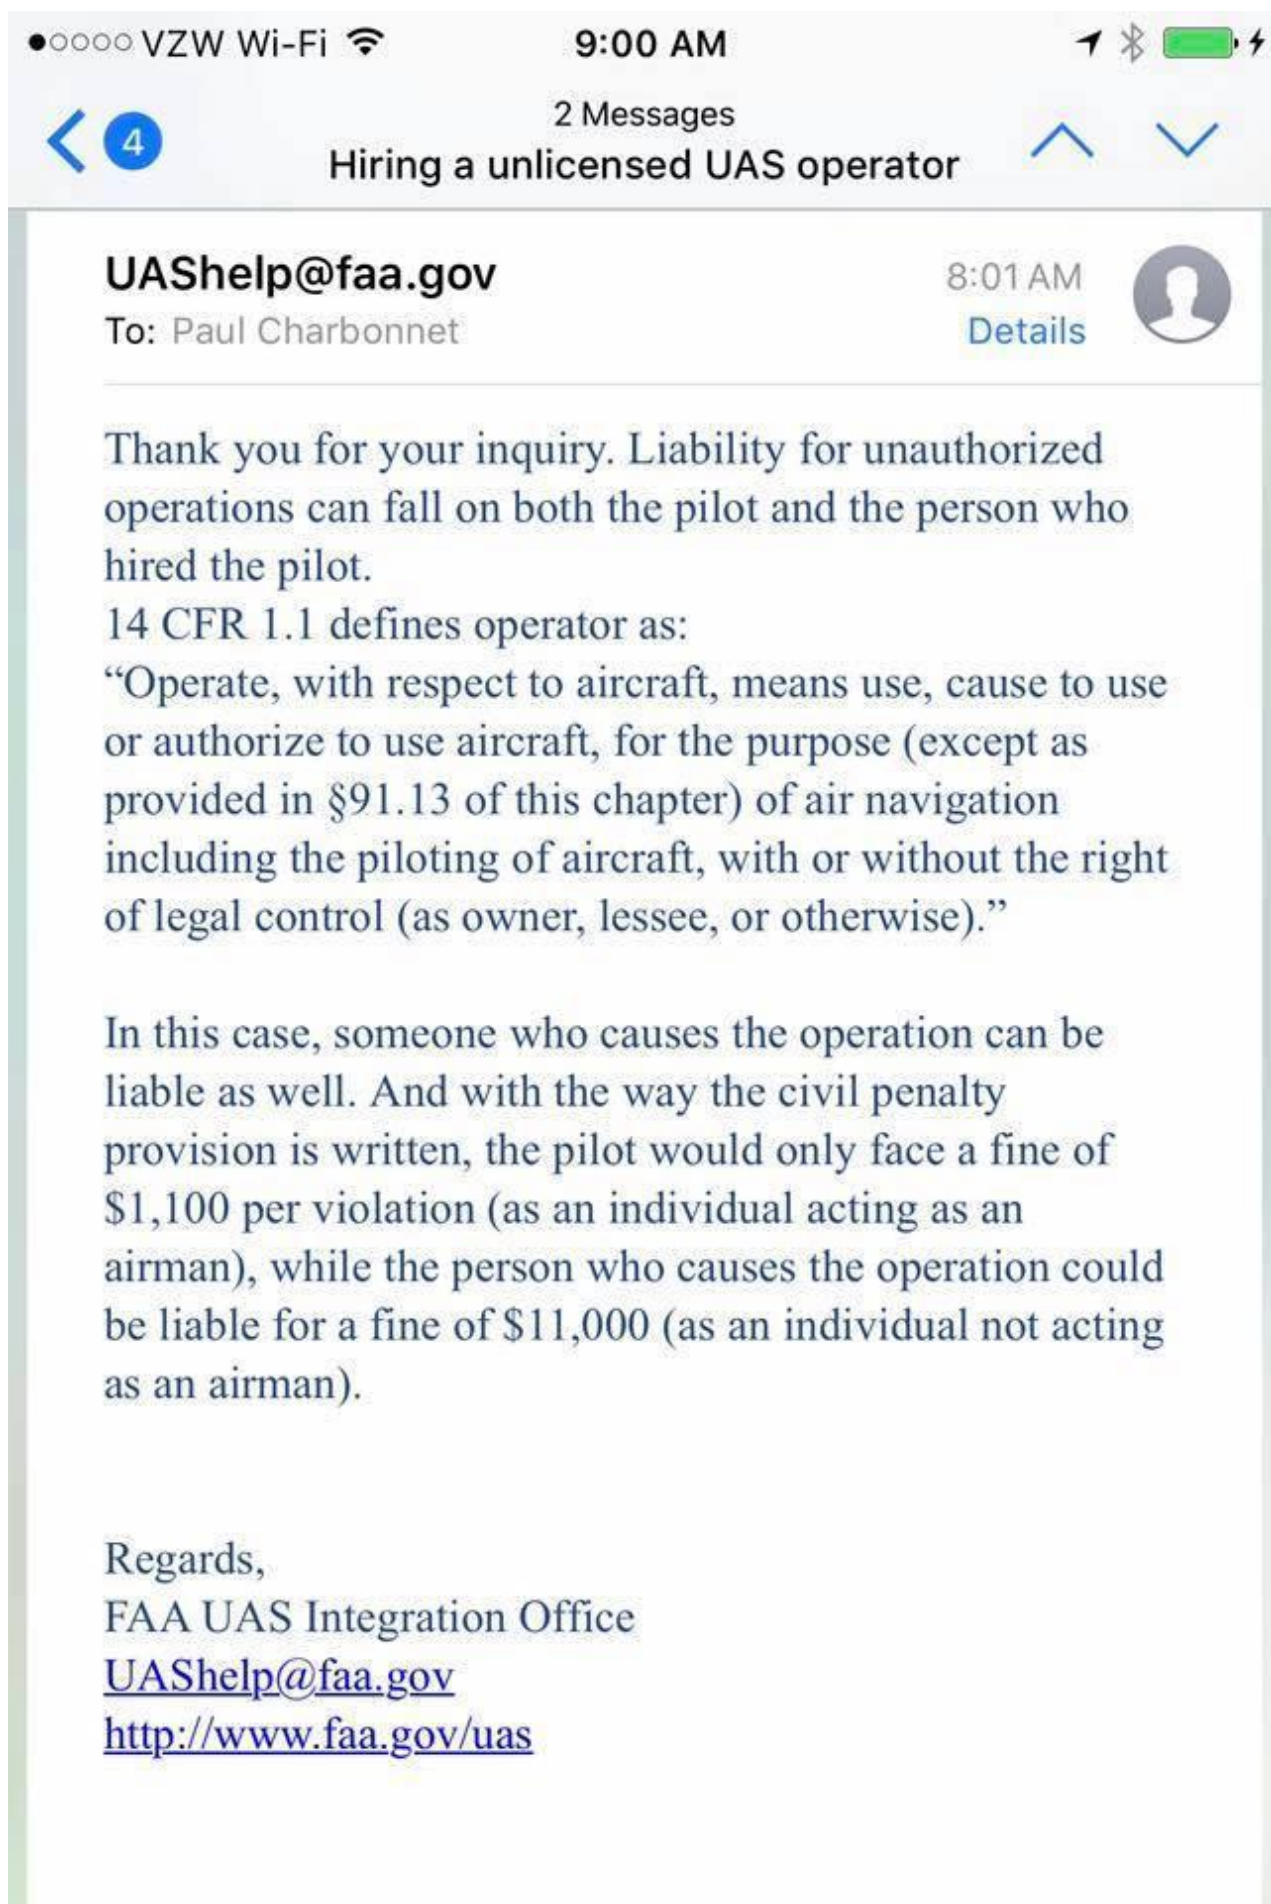 VZW Wi-Fi 9:00 AM
4
2 Messages
Hiring a unlicensed UAS operator
UAShelp@faa.gov 8:01 AM
To: Paul Charbonnet Details
Thank you for your inquiry. Liability for unauthorized
operations can fall on both the pilot and the person who
hired the pilot.
14 CFR 1.1 defines operator as:
“Operate, with respect to aircraft, means use, cause to use
or authorize to use aircraft, for the purpose (except as
provided in §91.13 of this chapter) of air navigation
including the piloting of aircraft, with or without the right
of legal control (as owner, lessee, or otherwise).”
In this case, someone who causes the operation can be
liable as well. And with the way the civil penalty
provision is written, the pilot would only face a fine of
$1,100 per violation (as an individual acting as an
airman), while the person who causes the operation could
be liable for a fine of $11,000 (as an individual not acting
as an airman).
Regards,
FAA UAS Integration Office
UAShelp@faa.gov
http://www.faa.gov/uas